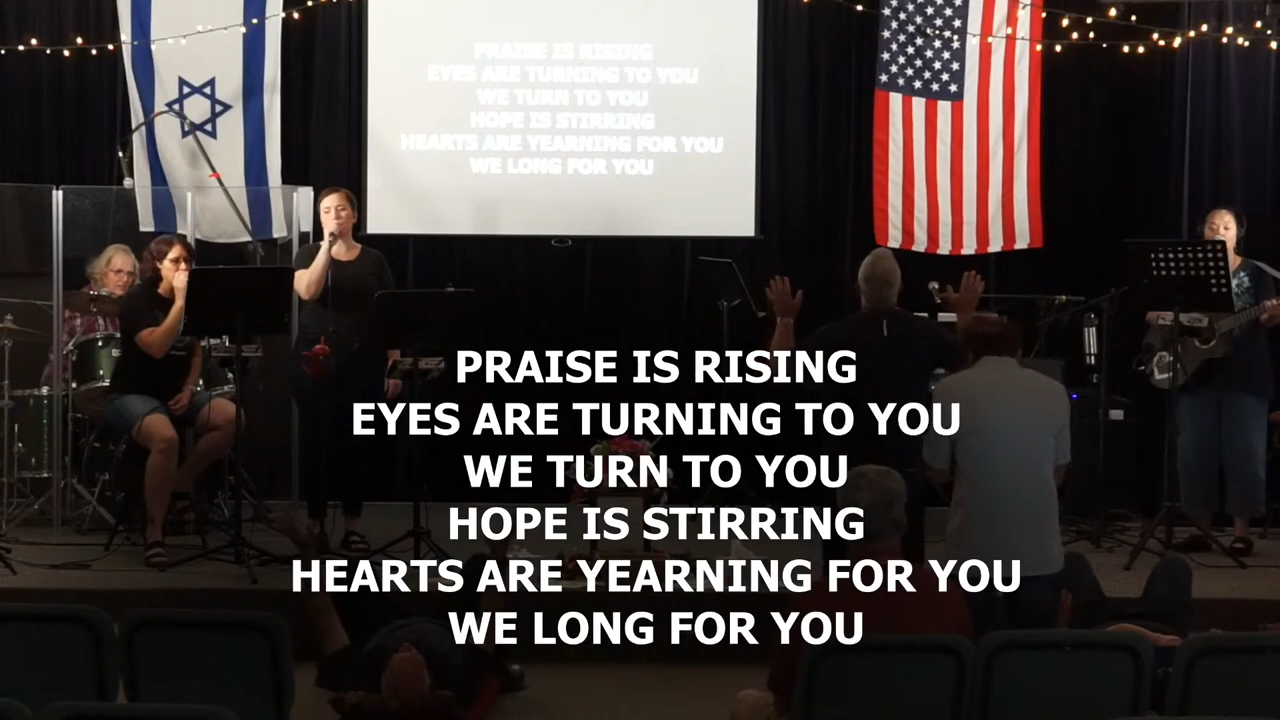 PRAISE IS RISING
EYES ARE TURNING TO YOU
WE TURN TO YOU
HOPE IS STIRRING
HEARTS ARE YEARNING FOR YOU
WE LONG FOR YOU
PRAISE IS RISING
EYES ARE TURNING TO YOU
WE TURN TO YOU
HOPE IS STIRRING
HEARTS ARE YEARNING FOR YOU
WE LONG FOR YOU